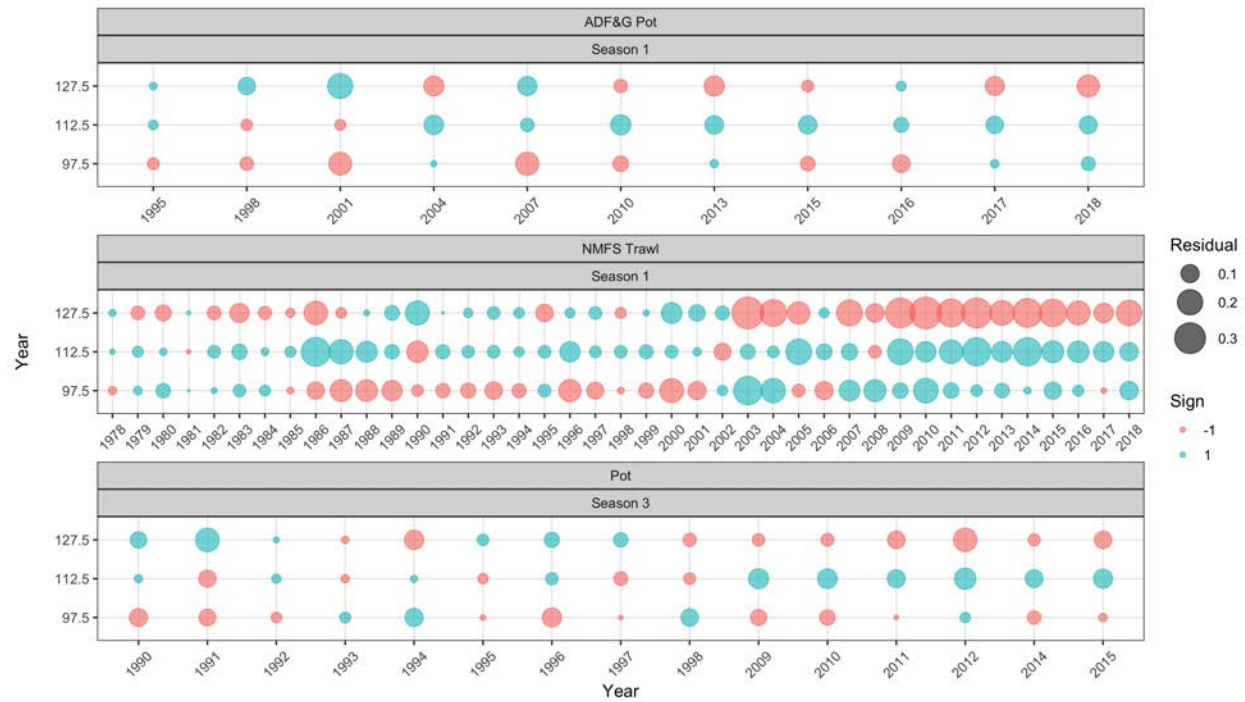 ADF&G Pot
Season 1
127.5
112.5
97.5
1995 1998 2001 2004 2007 2010 2013 2015 2016 2017 2018
NMFS Trawl
Season 1
Year
127.5
112.5
97.5
1978 1979 1980 1981 1982 1983 1984 1985 1986 1987 1988 1989 1990 1991 1992 1993 1994 1995 1996 1997 1998 1999 2000 2001 2002 2003 2004 2005 2006 2007 2008 2009 2010 2011 2012 2013 2014 2015 2016 2017 2018
Pot
Season 3
127.5
112.5
97.5
1990 1991 1992 1993 1994 1995 1996 1997 1998 2009 2010 2011 2012 2014 2015
Year
Residual
0.1
0.2
0.3
Sign
-1
1